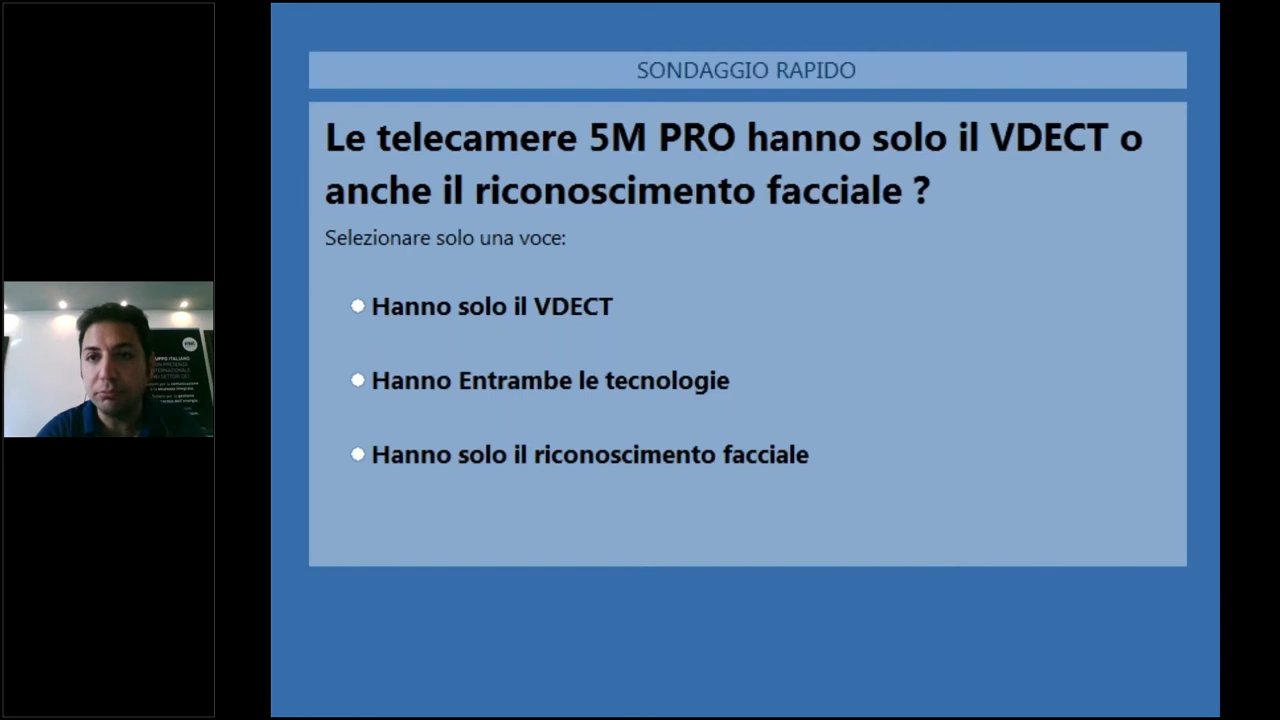 SONDAGGIO RAPIDO
Le telecamere 5M PRO hanno solo il VDECT o
anche il riconoscimento facciale ?
Selezionare solo una voce:
Hanno solo il VDECT
Hanno Entrambe le tecnologie
Hanno solo il riconoscimento facciale